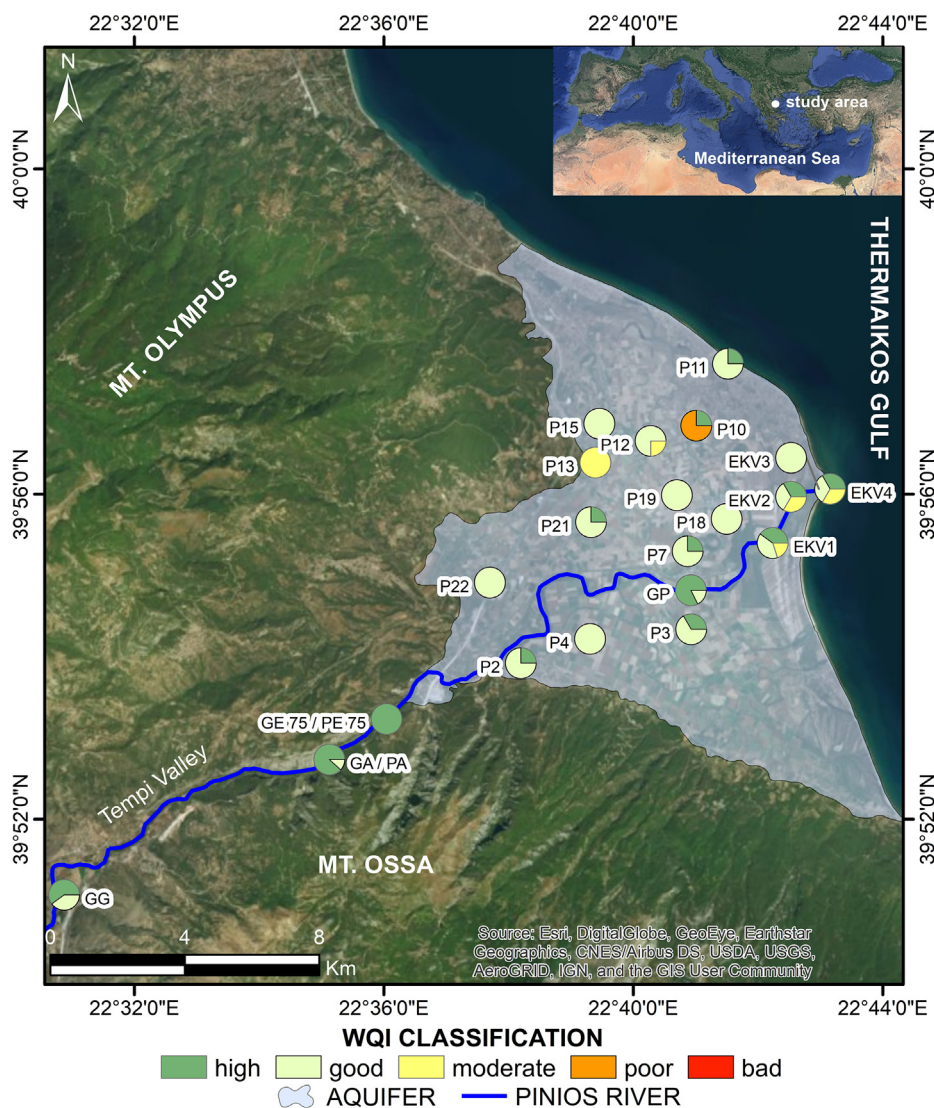 22°32'0"E 22°36'0"E 22°40'0"E 22°44'0"E
N
study area
Mediterranean Sea
40°0'0"N
40°0'0"N
THERMAIKOS GULF
MT. OLYMPUS
P11
P15
P12
P10
P13
EKV3
39°56'0"N
P19
EKV2
EKV4
39°56'0"N
P21
P18
EKV1
P7
P22
GP
P4
P3
P2
GE75 / PE75
GA / PA
Tempi Valley
39°52'0"N
39°52'0"N
MT. OSSA
GG
0 4 8
Km
Source: Esri, DigitalGlobe, GeoEye, Earthstar
Geographics, CNES/Airbus DS, USDA, USGS,
AeroGRID, IGN, and the GIS User Community
22°32'0"E 22°36'0"E 22°40'0"E 22°44'0"E
WQI CLASSIFICATION
high good moderate poor bad
AQUIFER PINIOS RIVER